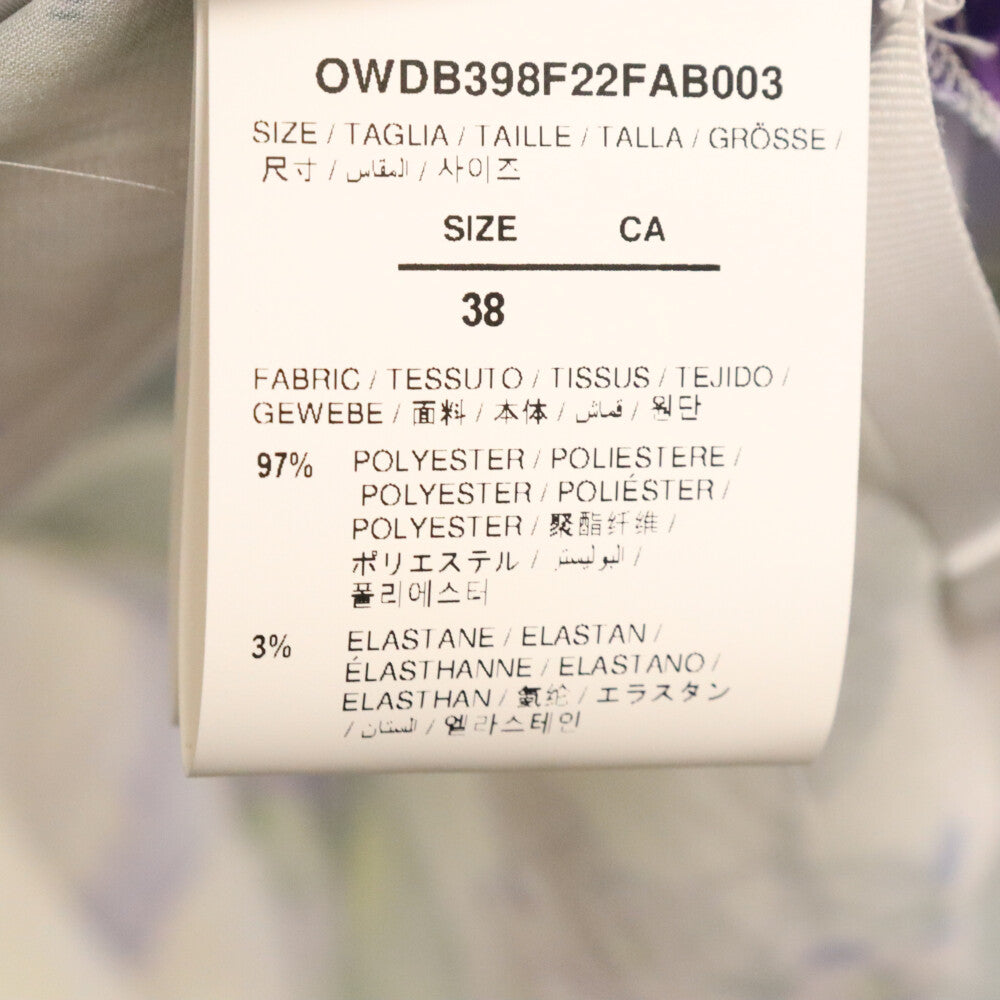 OWDB398F22FAB003
SIZE / TAGLIA / TAILLE / TALLA / GRÖSSE /
尺寸 / المقاس / 사이즈
SIZE CA
38
FABRIC / TESSUTO / TISSUS / TEJIDO /
GEWEBE / 面料 / 本体 / قماش / 원단
97% POLYESTER / POLIESTERE /
POLYESTER / POLIÉSTER /
POLYESTER / 聚酯纤维 /
ポリエステル / البوليستر /
폴리에스터
3% ELASTANE / ELASTAN /
ÉLASTHANNE / ELASTANO /
ELASTHAN / 氨纶 / エラスタン
/ الستان / 엘라스테인